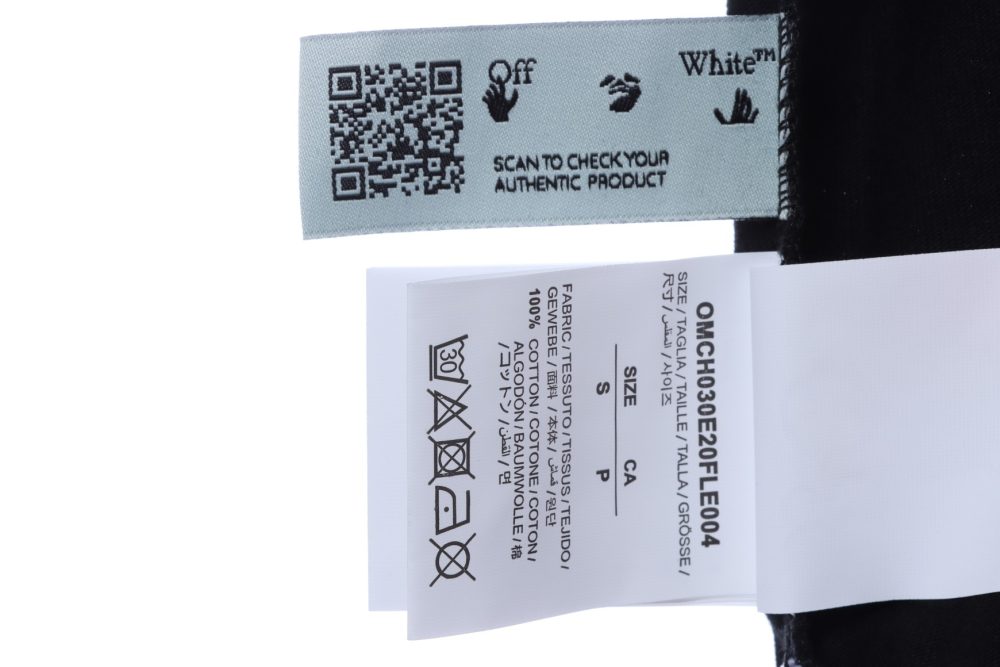 Off
White™
SCAN TO CHECK YOUR
AUTHENTIC PRODUCT
OMCH030E20FLE004
SIZE / TAGLIA / TAILLE / TALLA / GRÖSSE /
尺寸 / المقاس / 사이즈
SIZE CA
S P
FABRIC / TESSUTO / TISSUS / TEJIDO /
GEWEBE / 面料 / 本体 / قماش / 원단
100% COTTON / COTONE / COTON /
ALGODÓN / BAUMWOLLE / 棉
/ コットン / القطن / 면
30